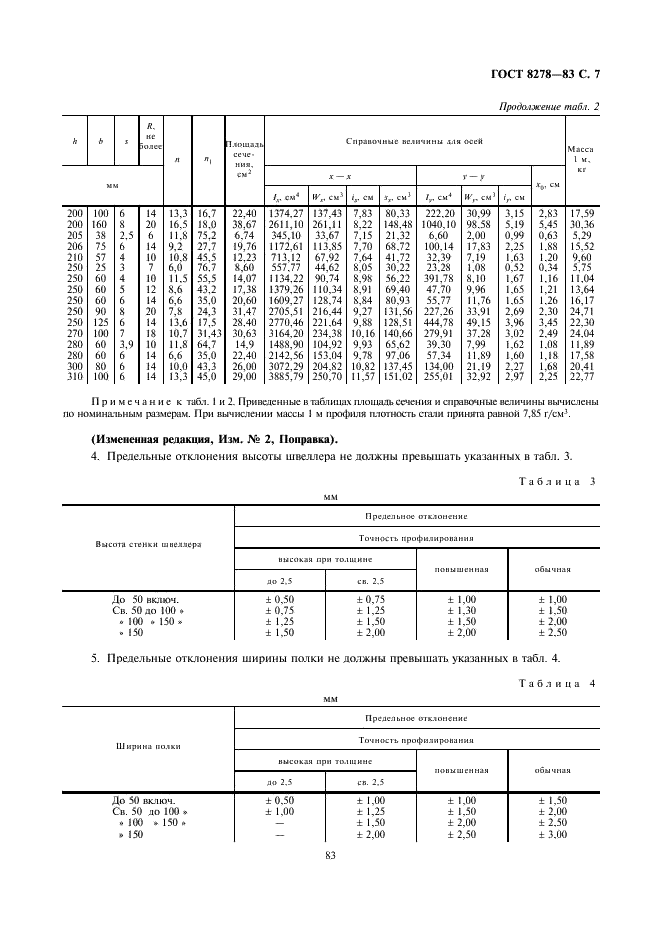 ГОСТ 8278—83 С. 7
Продолжение табл. 2
h b s R, не более n n₁ Площадь сечения, см² Справочные величины для осей Масса 1 м, кг
мм x — x y — y x₀, см
Iₓ, см⁴ Wₓ, см³ iₓ, см sₓ, см³ Iᵧ, см⁴ Wᵧ, см³ iᵧ, см
200 100 6 14 13,3 16,7 22,40 1374,27 137,43 7,83 80,33 222,20 30,99 3,15 2,83 17,59
200 160 8 20 16,5 18,0 38,67 2611,10 261,11 8,22 148,48 1040,10 98,58 5,19 5,45 30,36
205 38 2,5 6 11,8 75,2 6,74 345,10 33,67 7,15 21,32 6,60 2,00 0,99 0,63 5,29
206 75 6 14 9,2 27,7 19,76 1172,61 113,85 7,70 68,72 100,14 17,83 2,25 1,88 15,52
210 57 4 10 10,8 45,5 12,23 713,12 67,92 7,64 41,72 32,39 7,19 1,63 1,20 9,60
250 25 3 7 6,0 76,7 8,60 557,77 44,62 8,05 30,22 23,28 1,08 0,52 0,34 5,75
250 60 4 10 11,5 55,5 14,07 1134,22 90,74 8,98 56,22 391,78 8,10 1,67 1,16 11,04
250 60 5 12 8,6 43,2 17,38 1379,26 110,34 8,91 69,40 47,70 9,96 1,65 1,21 13,64
250 60 6 14 6,6 35,0 20,60 1609,27 128,74 8,84 80,93 55,77 11,76 1,65 1,26 16,17
250 90 8 20 7,8 24,3 31,47 2705,51 216,44 9,27 131,56 227,26 33,91 2,69 2,30 24,71
250 125 6 14 13,6 17,5 28,40 2770,46 221,64 9,88 128,51 444,78 49,15 3,96 3,45 22,30
270 100 7 18 10,7 31,43 30,63 3164,20 234,38 10,16 140,66 279,91 37,28 3,02 2,49 24,04
280 60 3,9 10 11,8 64,7 14,9 1488,90 104,92 9,93 65,62 39,30 7,99 1,62 1,08 11,89
280 60 6 14 6,6 35,0 22,40 2142,56 153,04 9,78 97,06 57,34 11,89 1,60 1,18 17,58
300 80 6 14 10,0 43,3 26,00 3072,29 204,82 10,82 137,45 134,00 21,19 2,27 1,68 20,41
310 100 6 14 13,3 45,0 29,00 3885,79 250,70 11,57 151,02 255,01 32,92 2,97 2,25 22,77
Примечание к табл. 1 и 2. Приведенные в таблицах площадь сечения и справочные величины вычислены
по номинальным размерам. При вычислении массы 1 м профиля плотность стали принята равной 7,85 г/см³.
(Измененная редакция, Изм. № 2, Поправка).
4. Предельные отклонения высоты швеллера не должны превышать указанных в табл. 3.
Таблица 3
мм
Высота стенки швеллера Предельное отклонение
Точность профилирования
высокая при толщине повышенная обычная
до 2,5 св. 2,5
До 50 включ. ± 0,50 ± 0,75 ± 1,00 ± 1,00
Св. 50 до 100 » ± 0,75 ± 1,25 ± 1,30 ± 1,50
» 100 » 150 » ± 1,25 ± 1,50 ± 1,50 ± 2,00
» 150 ± 1,50 ± 2,00 ± 2,00 ± 2,50
5. Предельные отклонения ширины полки не должны превышать указанных в табл. 4.
Таблица 4
мм
Ширина полки Предельное отклонение
Точность профилирования
высокая при толщине повышенная обычная
до 2,5 св. 2,5
До 50 включ. ± 0,50 ± 1,00 ± 1,00 ± 1,50
Св. 50 до 100 » ± 1,00 ± 1,25 ± 1,50 ± 2,00
» 100 » 150 » — ± 1,50 ± 2,00 ± 2,50
» 150 — ± 2,00 ± 2,50 ± 3,00
83